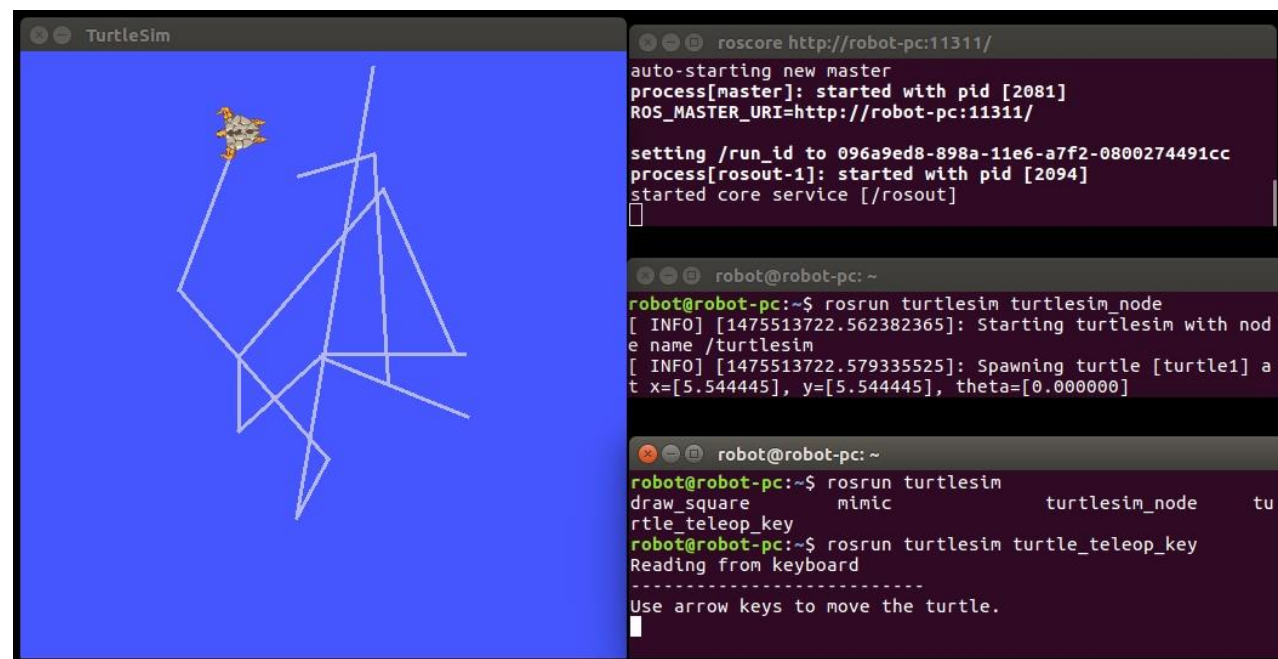 TurtleSim
roscore http://robot-pc:11311/
auto-starting new master
process[master]: started with pid [2081]
ROS_MASTER_URI=http://robot-pc:11311/
setting /run_id to 096a9ed8-898a-11e6-a7f2-0800274491cc
process[rosout-1]: started with pid [2094]
started core service [/rosout]
robot@robot-pc: ~
robot@robot-pc:~$ rosrun turtlesim turtlesim_node
[ INFO] [1475513722.562382365]: Starting turtlesim with nod
e name /turtlesim
[ INFO] [1475513722.579335525]: Spawning turtle [turtle1] a
t x=[5.544445], y=[5.544445], theta=[0.000000]
robot@robot-pc: ~
robot@robot-pc:~$ rosrun turtlesim
draw_square mimic turtlesim_node tu
rtle_teleop_key
robot@robot-pc:~$ rosrun turtlesim turtle_teleop_key
Reading from keyboard
---------------------------
Use arrow keys to move the turtle.